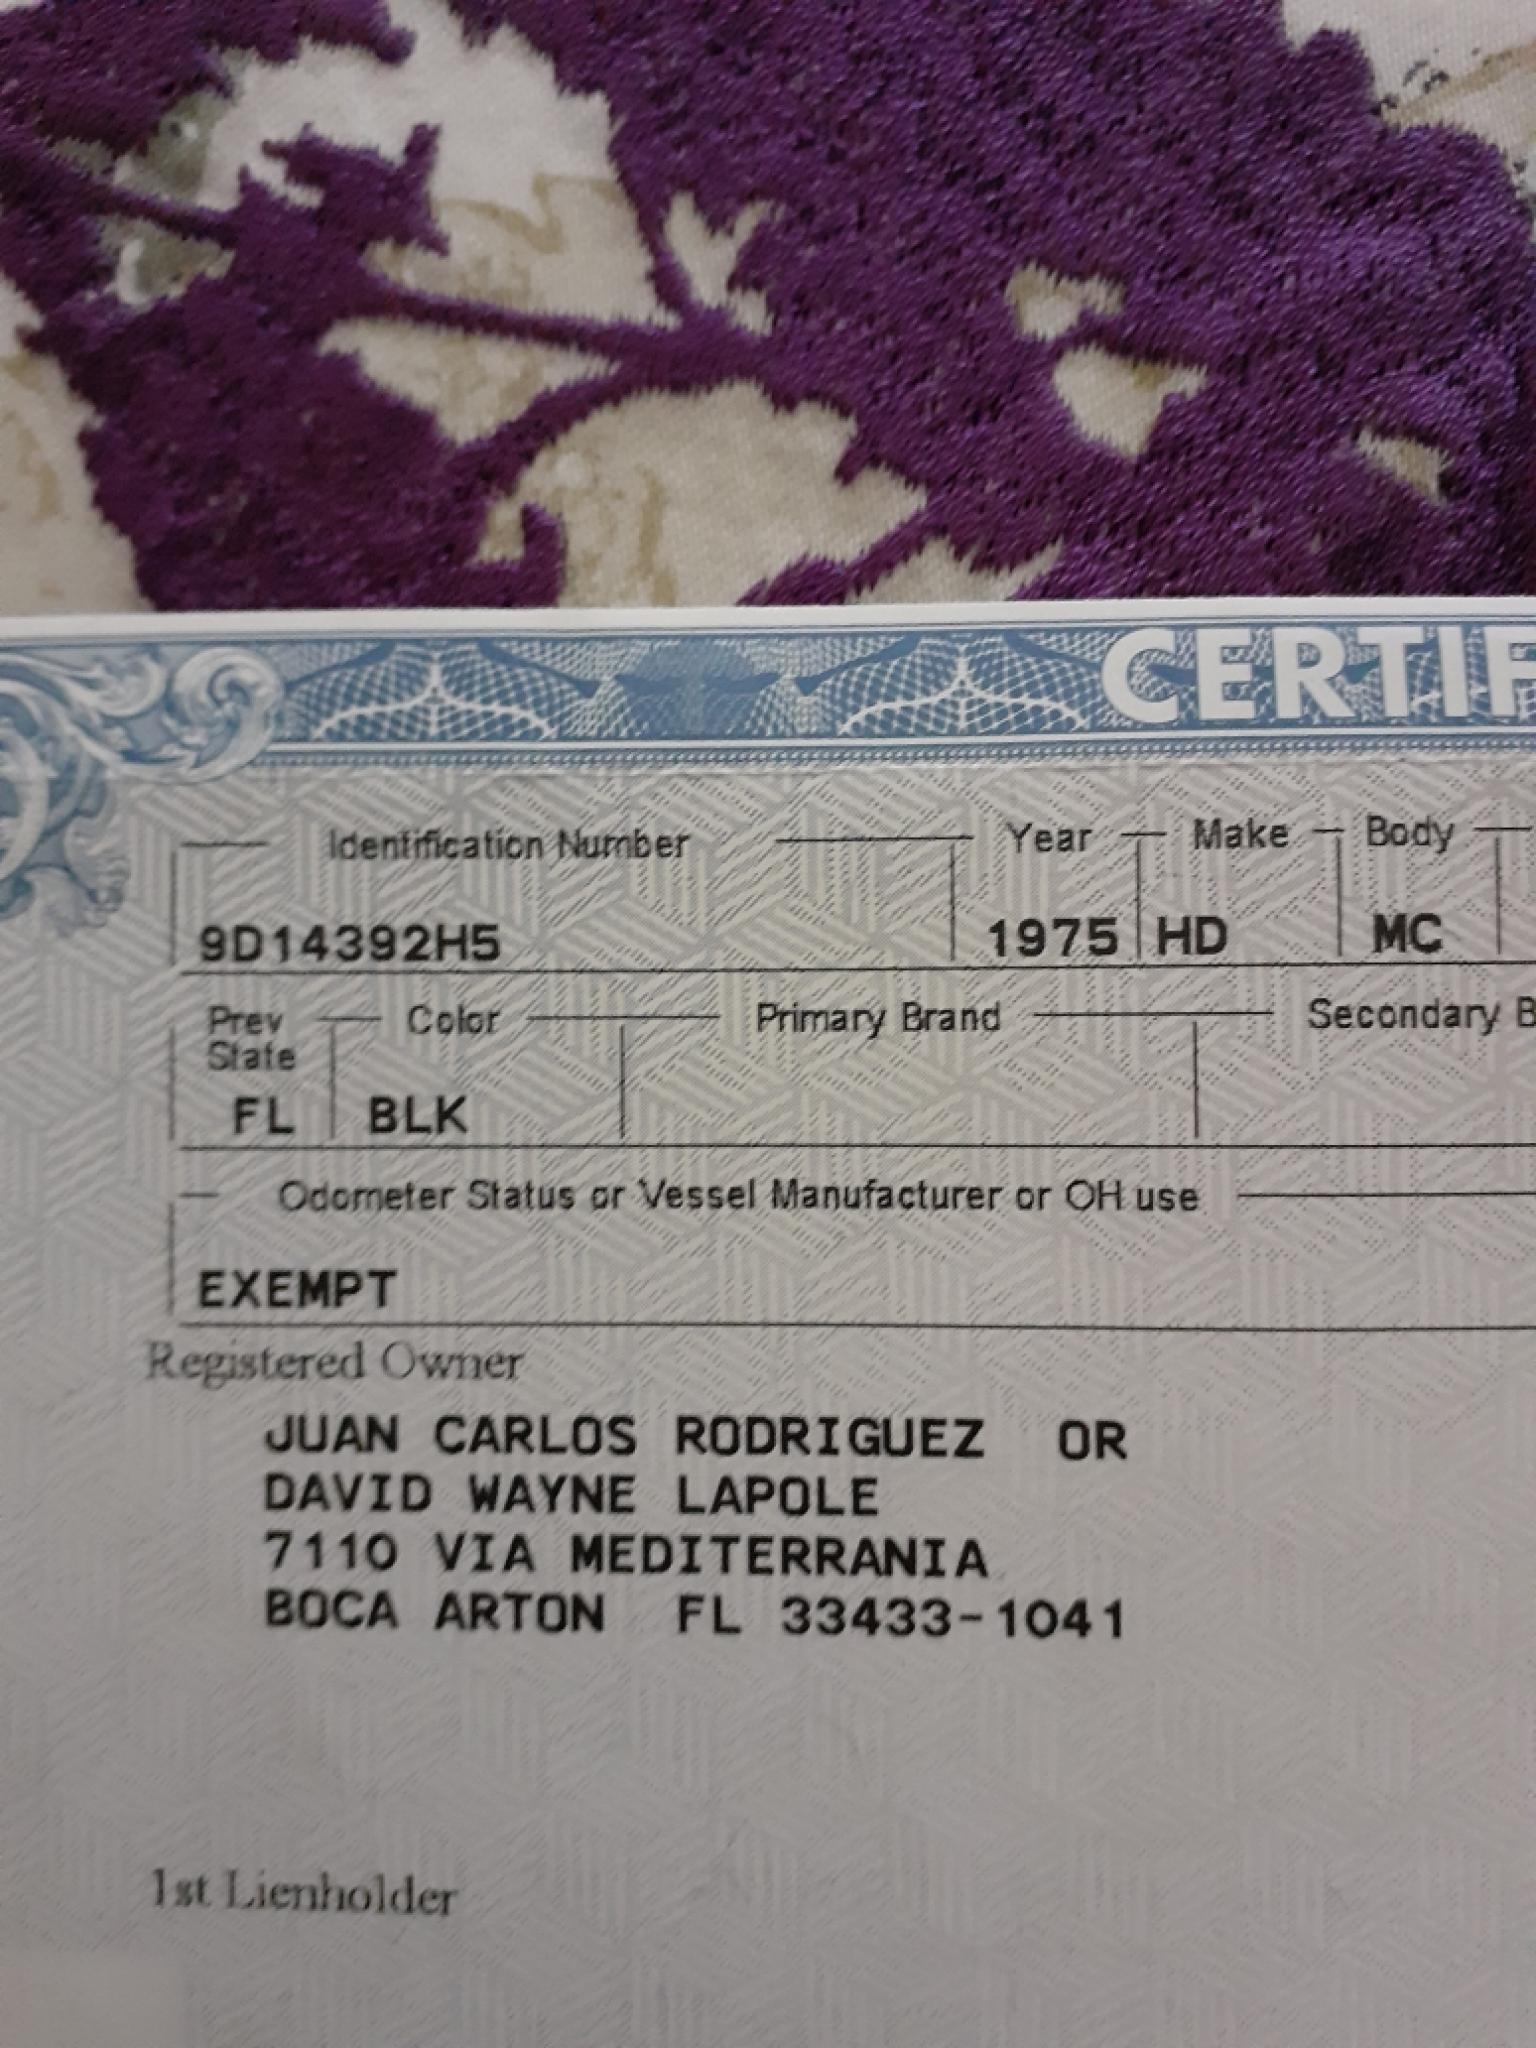 CERTIF
Identification Number Year Make Body
9D14392H5 1975 HD MC
Prev State Color Primary Brand Secondary B
FL BLK
Odometer Status or Vessel Manufacturer or OH use
EXEMPT
Registered Owner
JUAN CARLOS RODRIGUEZ OR
DAVID WAYNE LAPOLE
7110 VIA MEDITERRANIA
BOCA ARTON FL 33433-1041
1st Lienholder